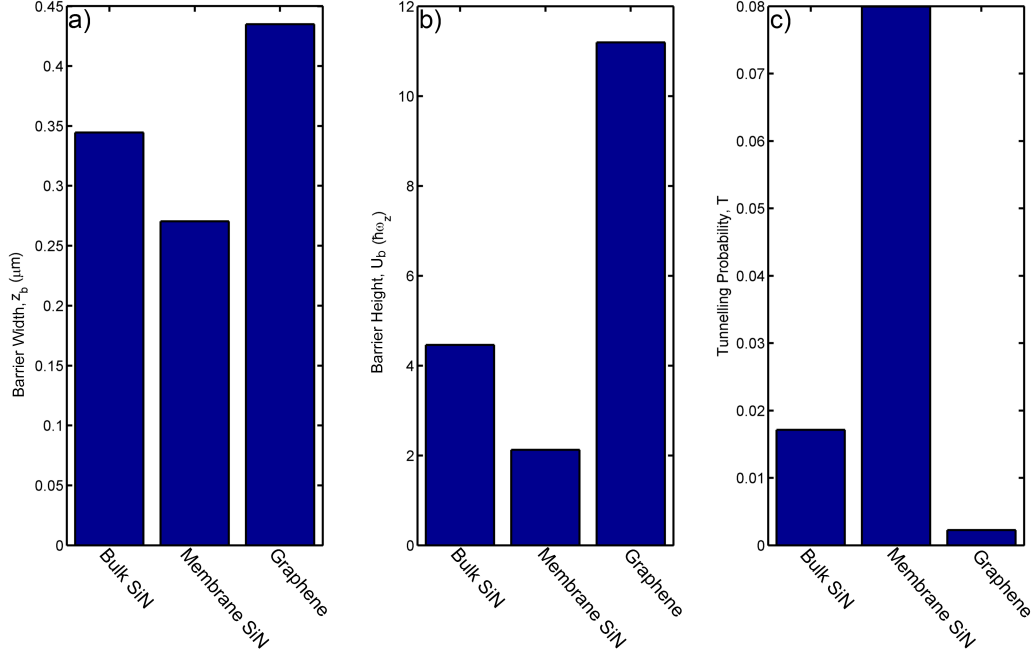 a)
0.45
0.4
0.35
0.3
0.25
0.2
0.15
0.1
0.05
0
Barrier Width, z_b (μm)
Bulk SiN
Membrane SiN
Graphene
b)
12
10
8
6
4
2
0
Barrier Height, U_b (ħω_z)
Bulk SiN
Membrane SiN
Graphene
c)
0.08
0.07
0.06
0.05
0.04
0.03
0.02
0.01
0
Tunnelling Probability, T
Bulk SiN
Membrane SiN
Graphene